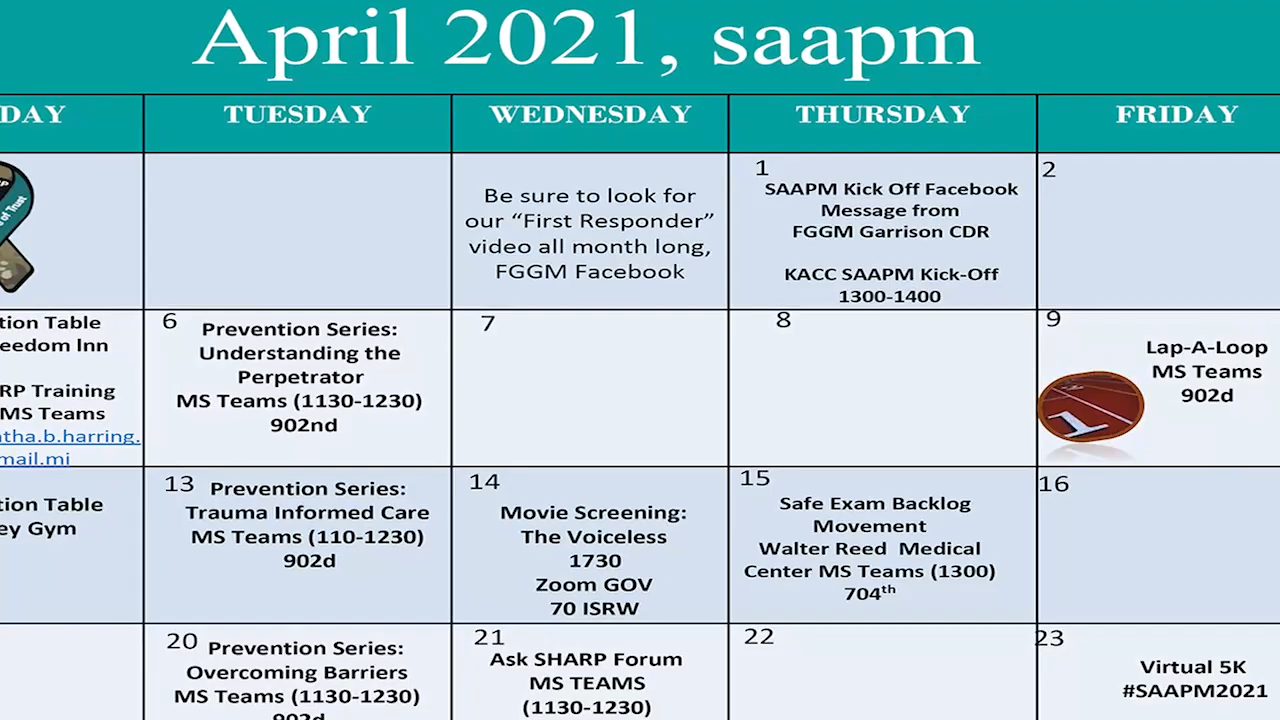 April 2021, saapm
DAY
TUESDAY
WEDNESDAY
THURSDAY
FRIDAY
of Trust
Be sure to look for
our “First Responder”
video all month long,
FGGM Facebook
1
SAAPM Kick Off Facebook
Message from
FGGM Garrison CDR
KACC SAAPM Kick-Off
1300-1400
2
tion Table
eedom Inn
RP Training
MS Teams
atha.b.harring.
mail.mi
6
Prevention Series:
Understanding the
Perpetrator
MS Teams (1130-1230)
902nd
7
8
9
Lap-A-Loop
MS Teams
902d
1
tion Table
ey Gym
13
Prevention Series:
Trauma Informed Care
MS Teams (110-1230)
902d
14
Movie Screening:
The Voiceless
1730
Zoom GOV
70 ISRW
15
Safe Exam Backlog
Movement
Walter Reed Medical
Center MS Teams (1300)
704th
16
20
Prevention Series:
Overcoming Barriers
MS Teams (1130-1230)
902d
21
Ask SHARP Forum
MS TEAMS
(1130-1230)
22
23
Virtual 5K
#SAAPM2021